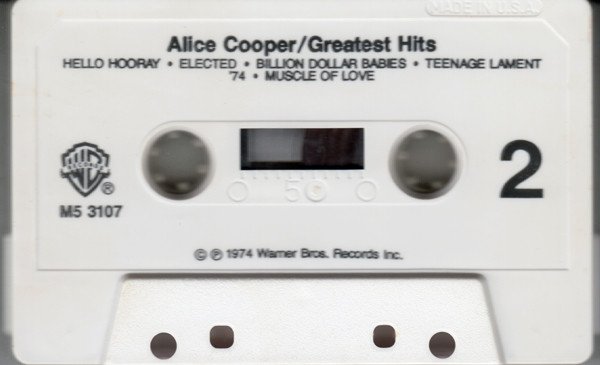 MADE IN U.S.A.
Alice Cooper/Greatest Hits
HELLO HOORAY • ELECTED • BILLION DOLLAR BABIES • TEENAGE LAMENT
'74 • MUSCLE OF LOVE
RECORDS
®
M5 3107
50
2
© ℗ 1974 Warner Bros. Records Inc.